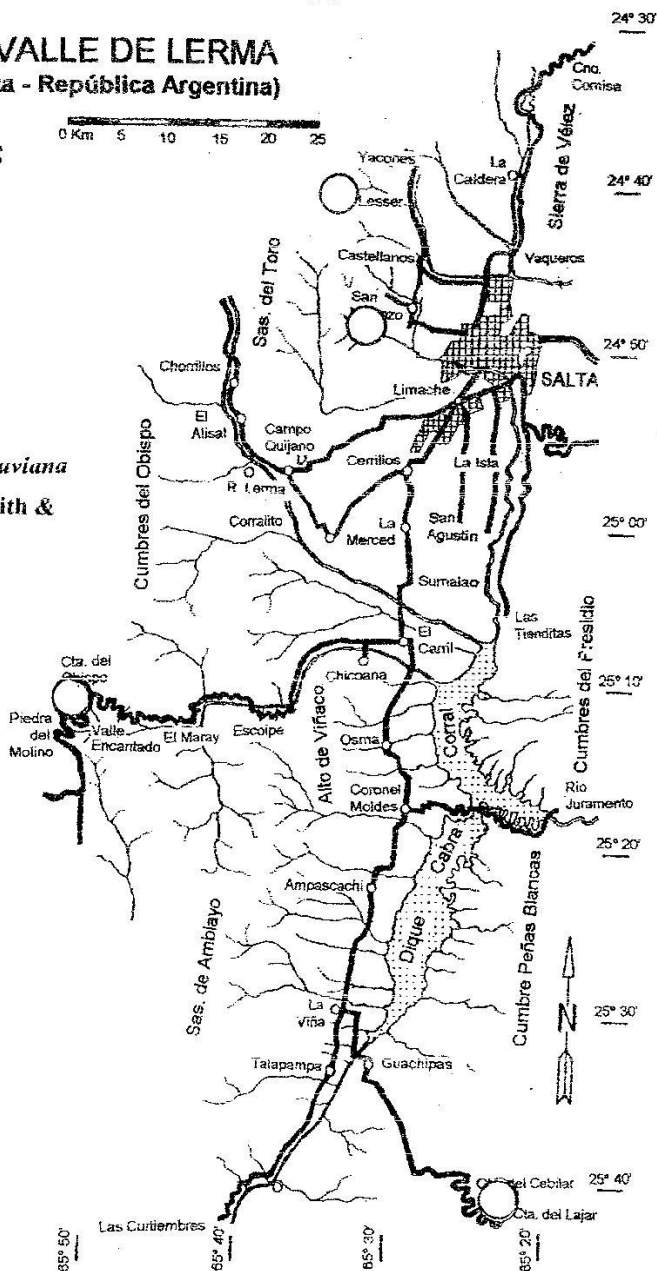 24° 30'
VALLE DE LERMA
- República Argentina)
0 Km 5 10 15 20 25
Cno.
Cornisa
Yacones
La
Caldera
Sierra de Vélez
24° 40'
Lesser
Castellanos
Vaqueros
Sas. del Toro
San
24° 50'
Chorrillos
Limache
SALTA
El
Alisal
Campo
Quijano
Cumbres del Obispo
Cerrillos
La Isla
R. Lerma
Corralito
La
Merced
San
Agustín
25° 00'
Sumalao
Las
Tienditas
El
Carril
Cta. del
Chicoana
Cumbres del Presidio
25° 10'
Piedra
del
Molino
Valle
Encantado
El Maray
Escoipe
Alto de Viñaco
Osma
Corral
Coronel
Moldes
Río
Juramento
25° 20'
Cabra
Ampascachi
Dique
Sas. de Amblayo
Cumbre Peñas Blancas
La
Viña
N
25° 30'
Talapampa
Guachipas
del Cebilar
25° 40'
Cta. del Lajar
Las Curtiembres
65° 50'
65° 40'
65° 30'
65° 20'